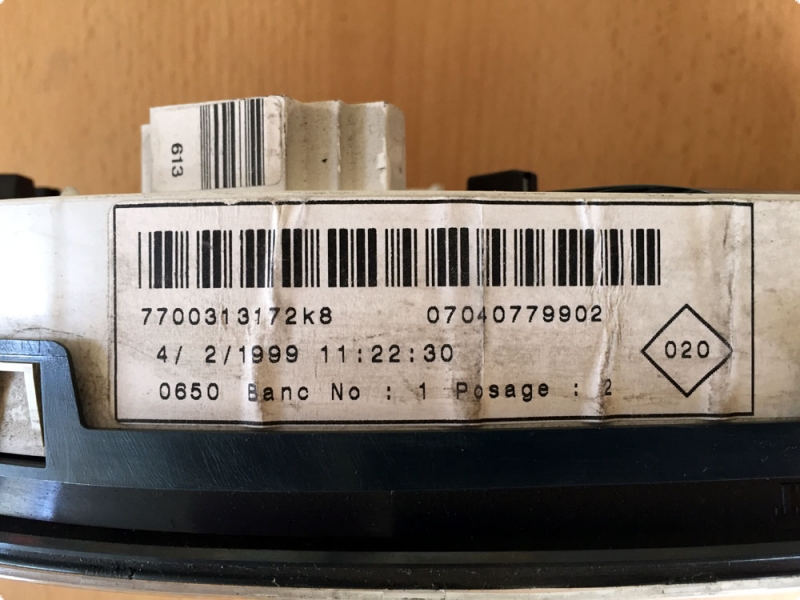 613
7700313172k8 07040779902
4/ 2/1999 11:22:30
020
0650 Banc No : 1 Posage : 2